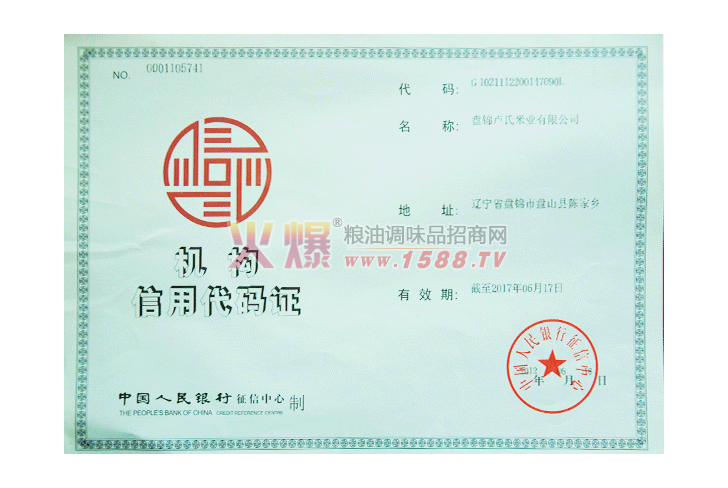 NO. 0001105741
代 码: G1021112200147090L
名 称: 盘锦卢氏米业有限公司
地 址: 辽宁省盘锦市盘山县陈家乡
火爆® 粮油调味品招商网
www.1588.TV
机 构
信用代码证
有 效 期: 截至2017年06月17日
中国人民银行征信中心
2012 06
年 月 日
中国人民银行 征信中心 制
THE PEOPLE'S BANK OF CHINA CREDIT REFERENCE CENTRE